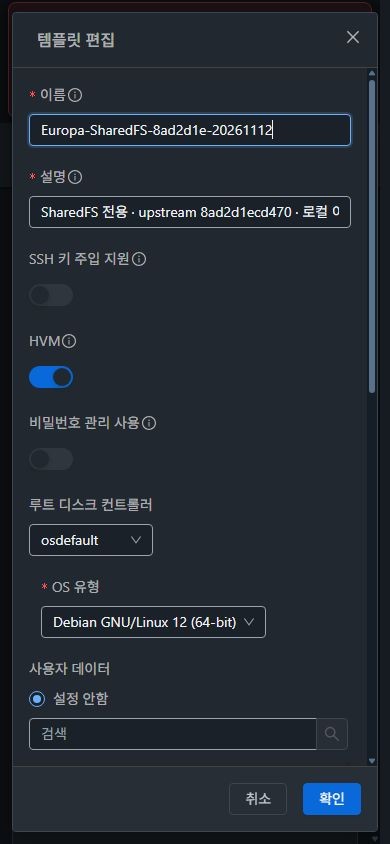 템플릿 편집
* 이름
Europa-SharedFS-8ad2d1e-20261112
* 설명
SharedFS 전용 · upstream 8ad2d1ecd470 · 로컬
SSH 키 주입 지원
HVM
비밀번호 관리 사용
루트 디스크 컨트롤러
osdefault
* OS 유형
Debian GNU/Linux 12 (64-bit)
사용자 데이터
설정 안함
검색
취소
확인